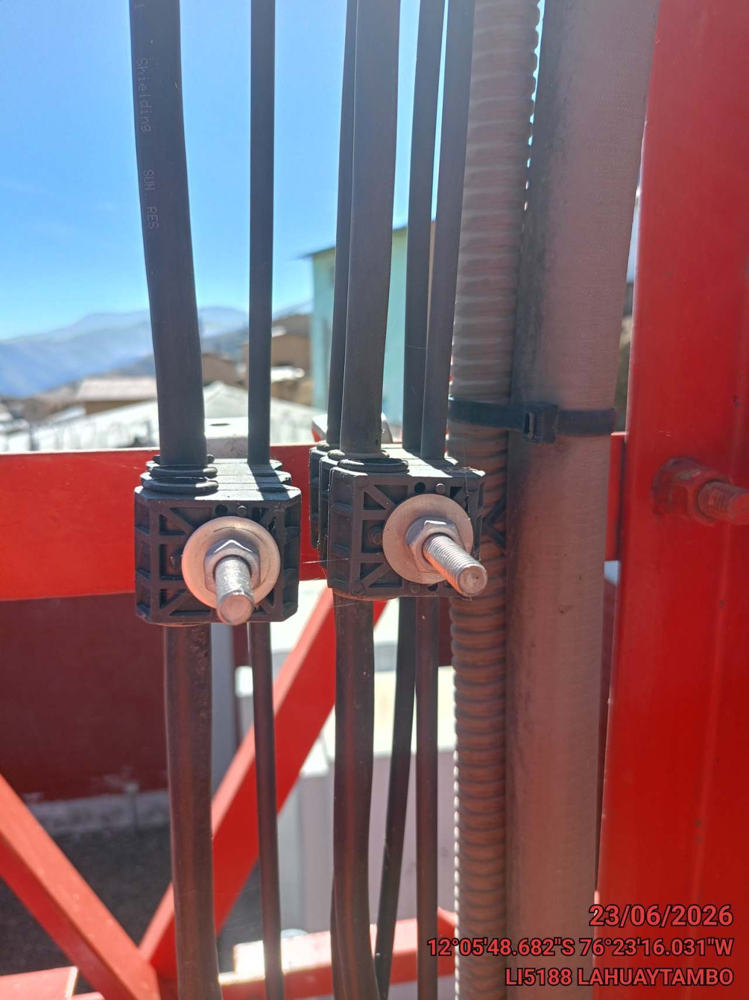 Shielding SUN. RES
23/06/2026
12°05'48.682"S 76°23'16.031"W
LI5188 LAHUAYTAMBO